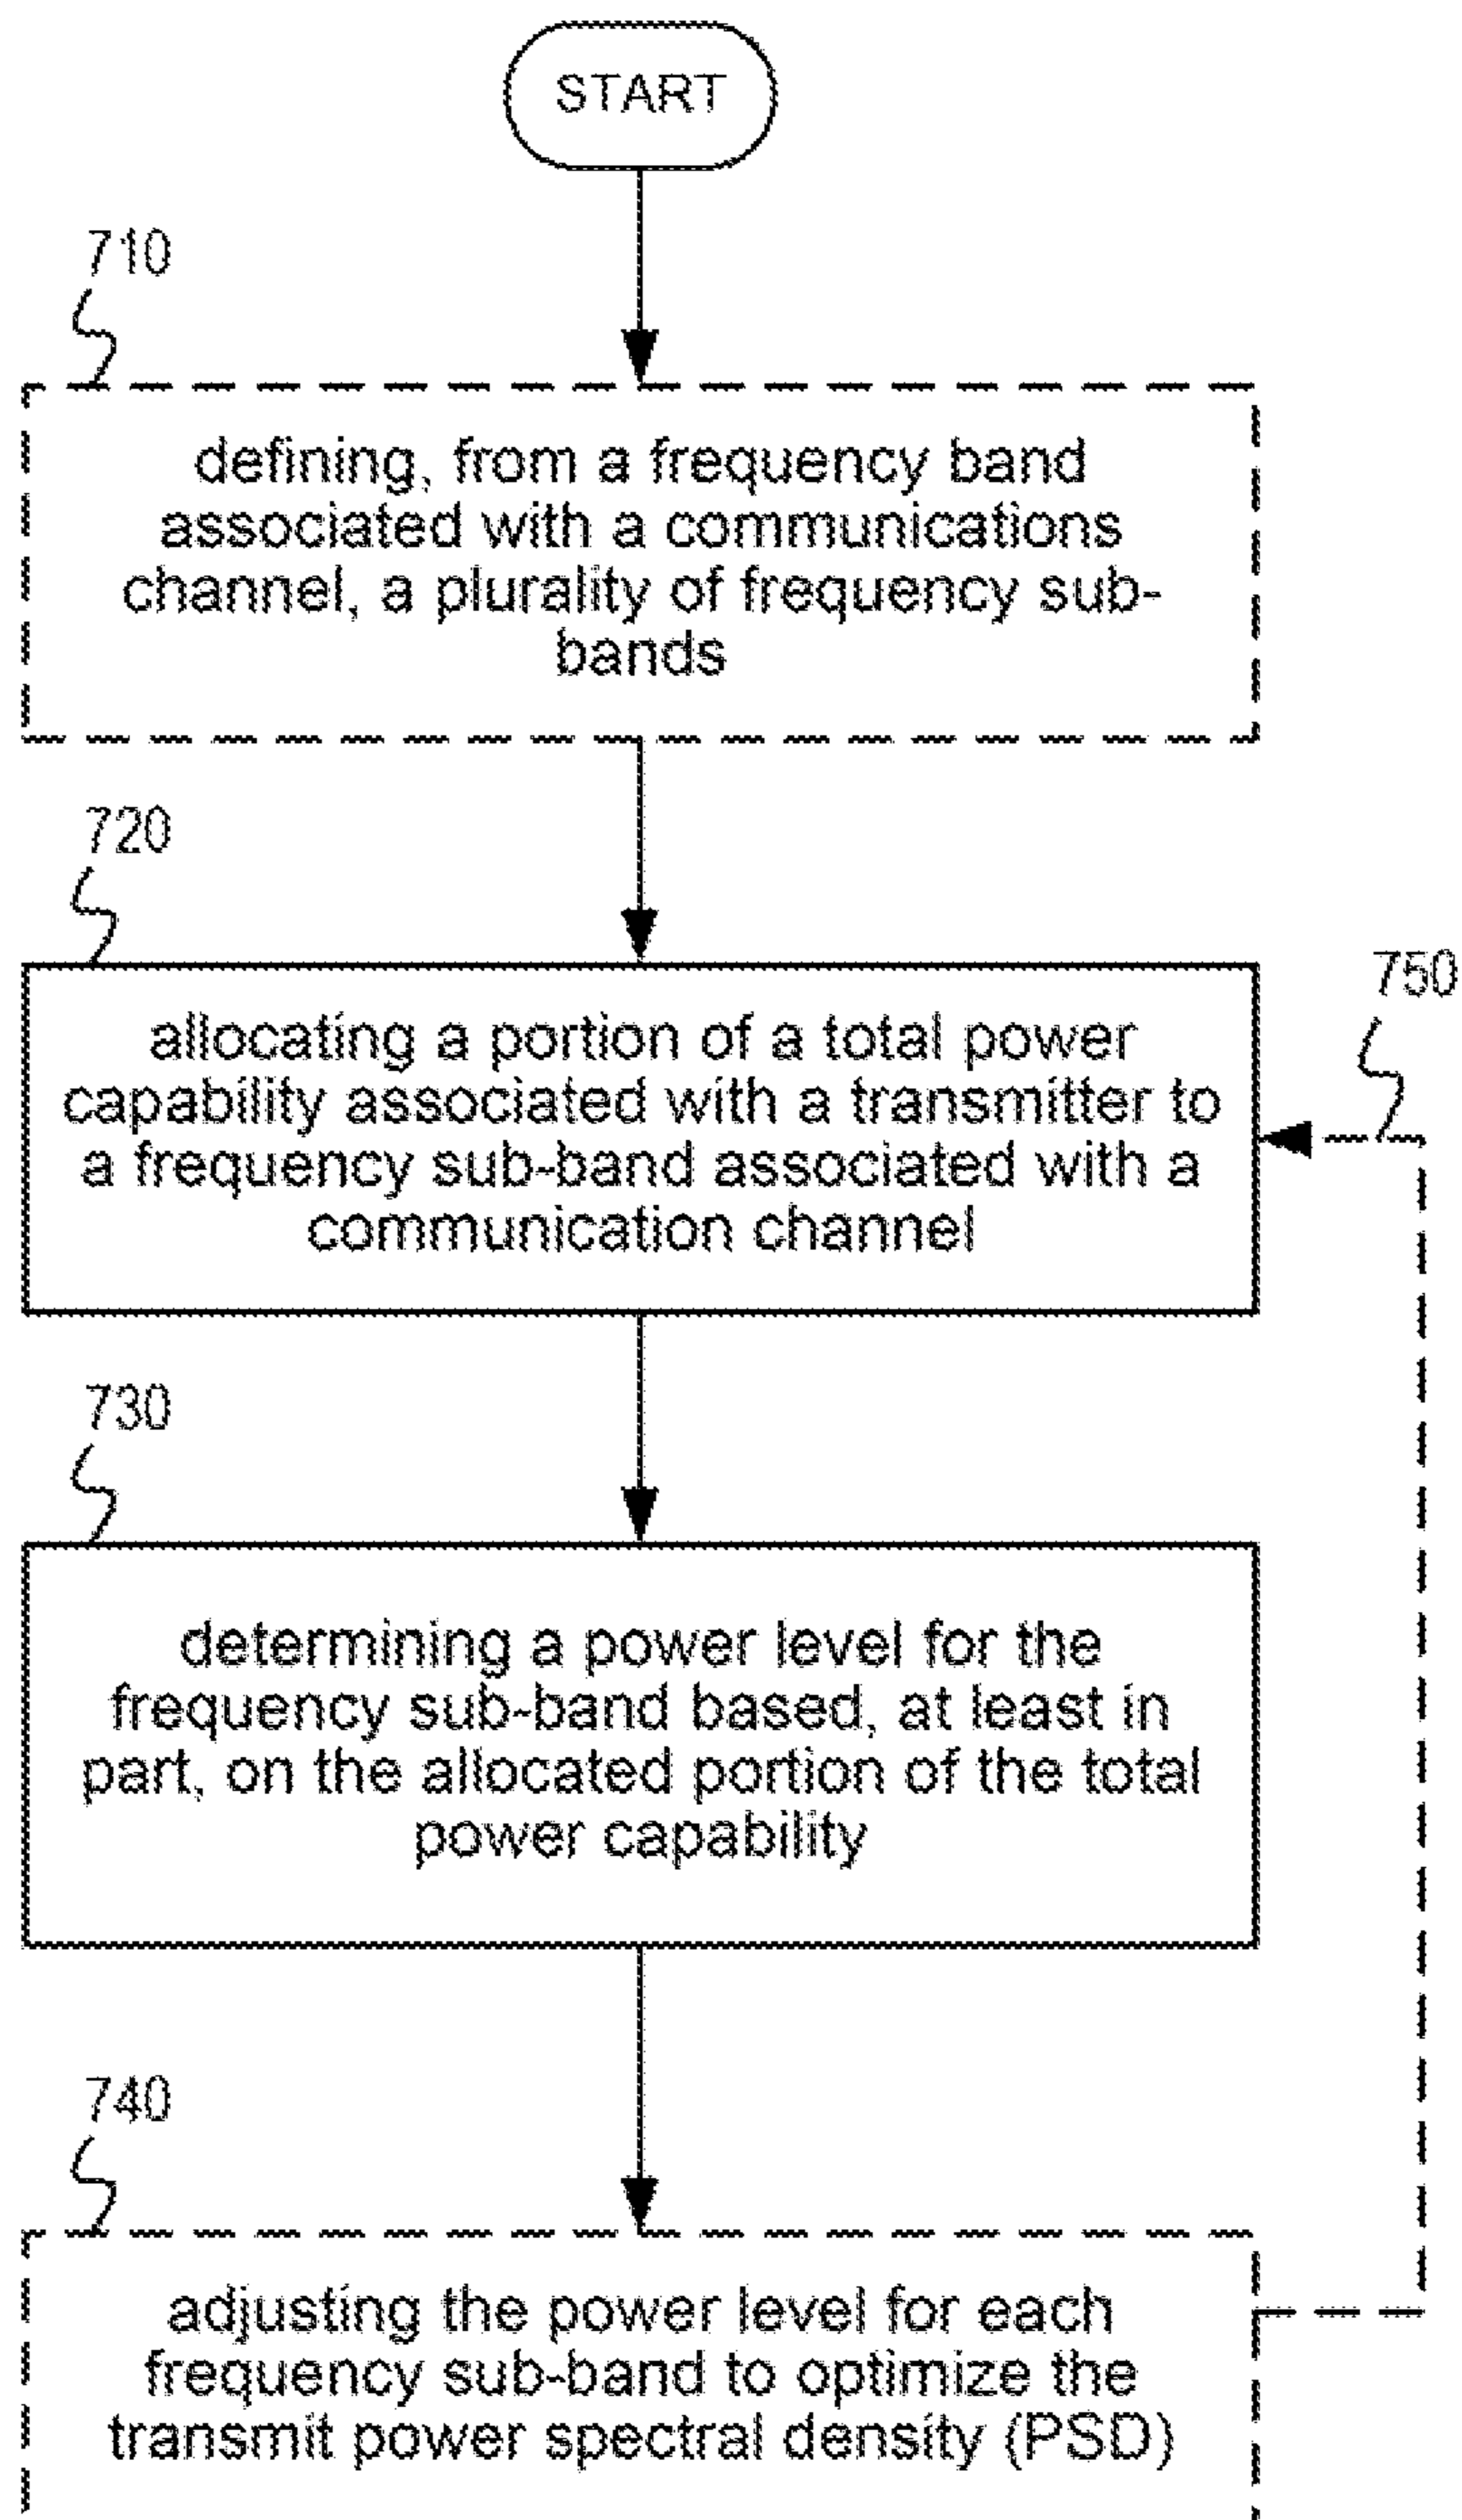 START
710
defining, from a frequency band
associated with a communications
channel, a plurality of frequency sub-
bands
720
750
allocating a portion of a total power
capability associated with a transmitter to
a frequency sub-band associated with a
communication channel
730
determining a power level for the
frequency sub-band based, at least in
part, on the allocated portion of the total
power capability
740
adjusting the power level for each
frequency sub-band to optimize the
transmit power spectral density (PSD)